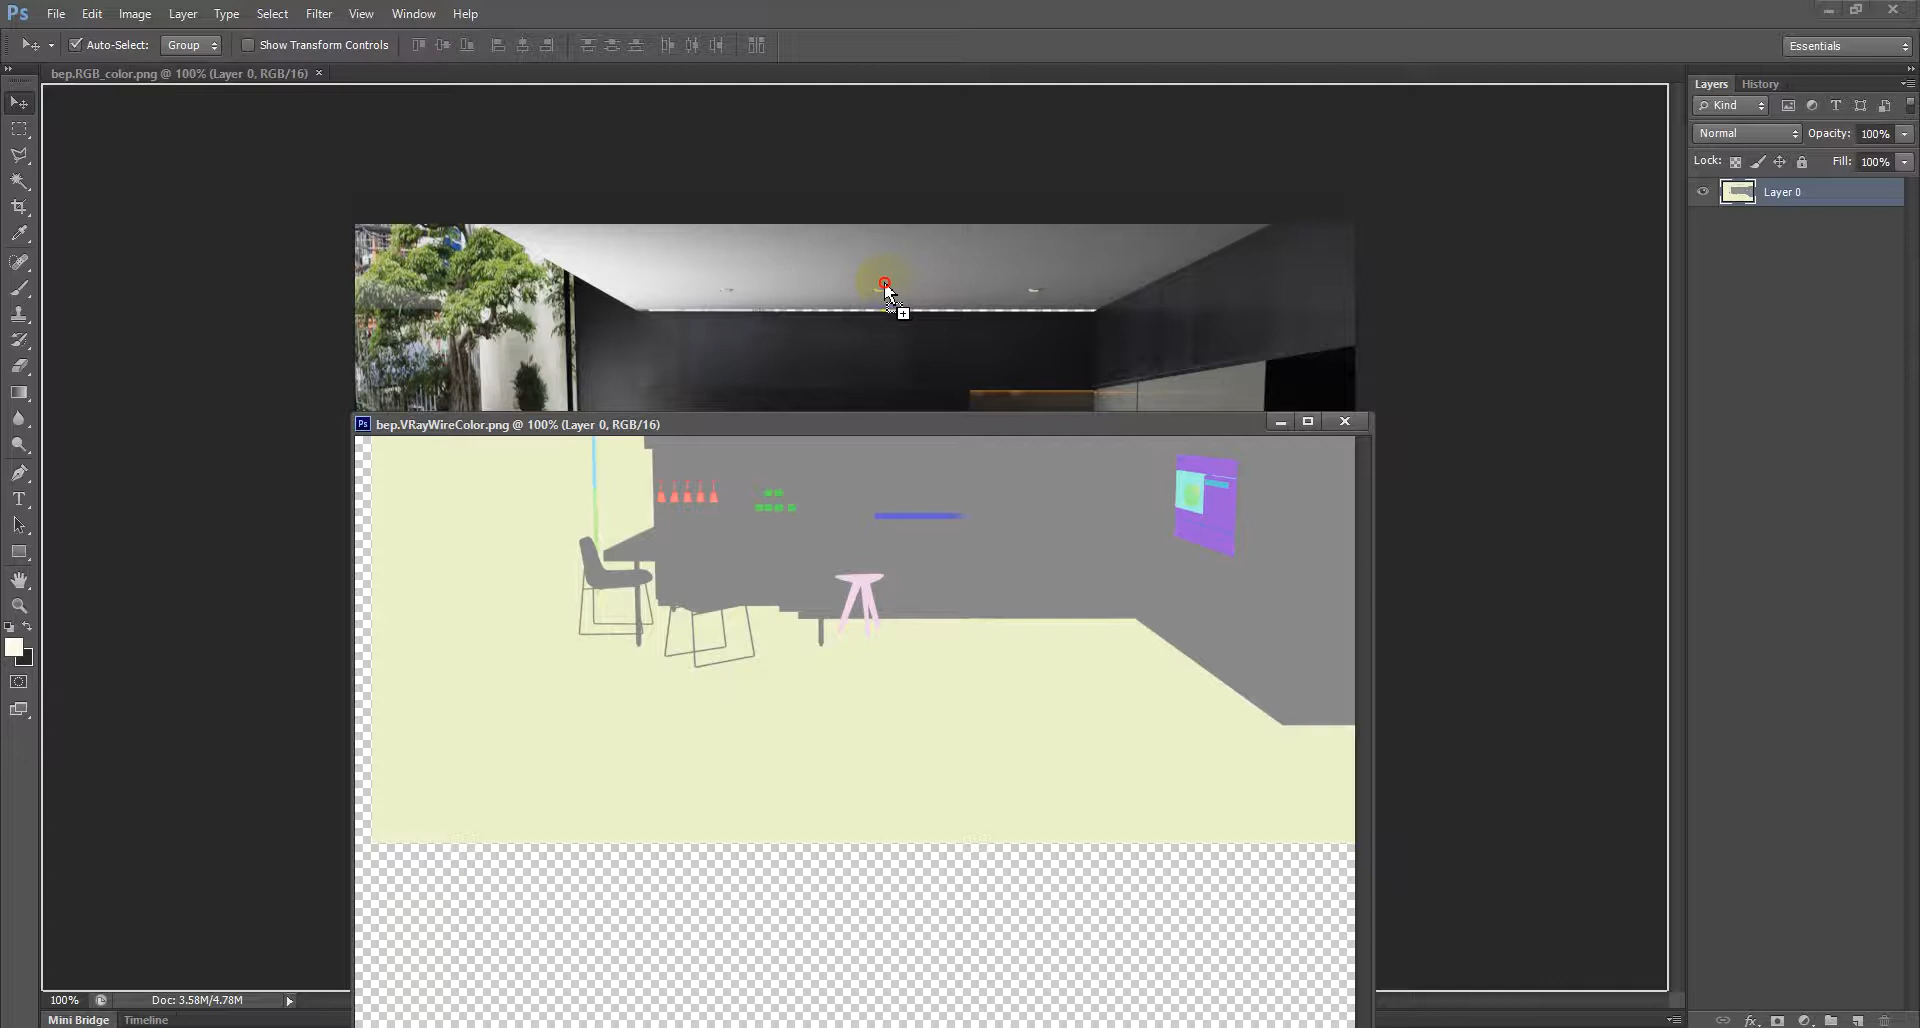 Ps File Edit Image Layer Type Select Filter View Window Help
Auto-Select: Group Show Transform Controls Essentials
bep.RGB_color.png @ 100% (Layer 0, RGB/16) ×
Layers History
Kind
Normal Opacity: 100%
Lock: Fill: 100%
Layer 0
Ps bep.VRayWireColor.png @ 100% (Layer 0, RGB/16)
100% Doc: 3.58M/4.78M
Mini Bridge Timeline